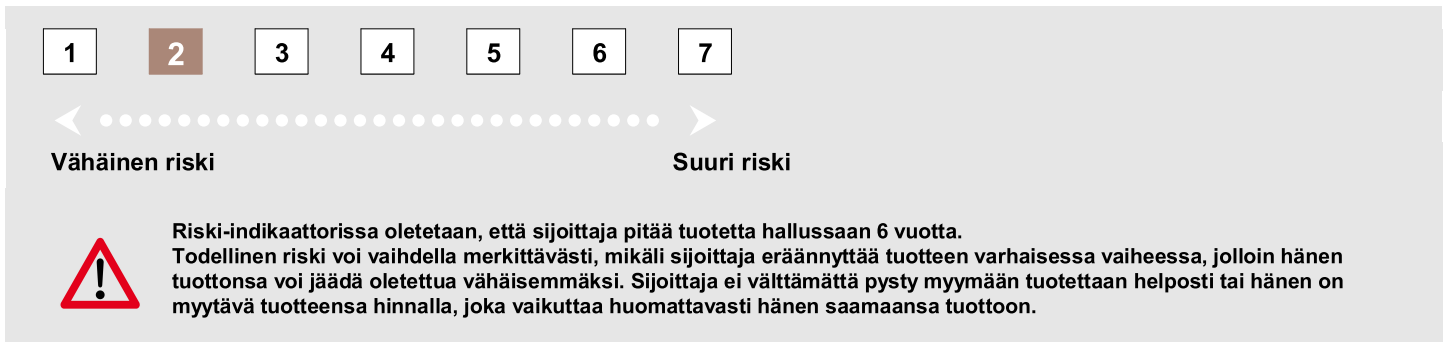 1 2 3 4 5 6 7
Vähäinen riski Suuri riski
Riski-indikaattorissa oletetaan, että sijoittaja pitää tuotetta hallussaan 6 vuotta.
Todellinen riski voi vaihdella merkittävästi, mikäli sijoittaja eräännyttää tuotteen varhaisessa vaiheessa, jolloin hänen
tuottonsa voi jäädä oletettua vähäisemmäksi. Sijoittaja ei välttämättä pysty myymään tuotettaan helposti tai hänen on
myytävä tuotteensa hinnalla, joka vaikuttaa huomattavasti hänen saamaansa tuottoon.